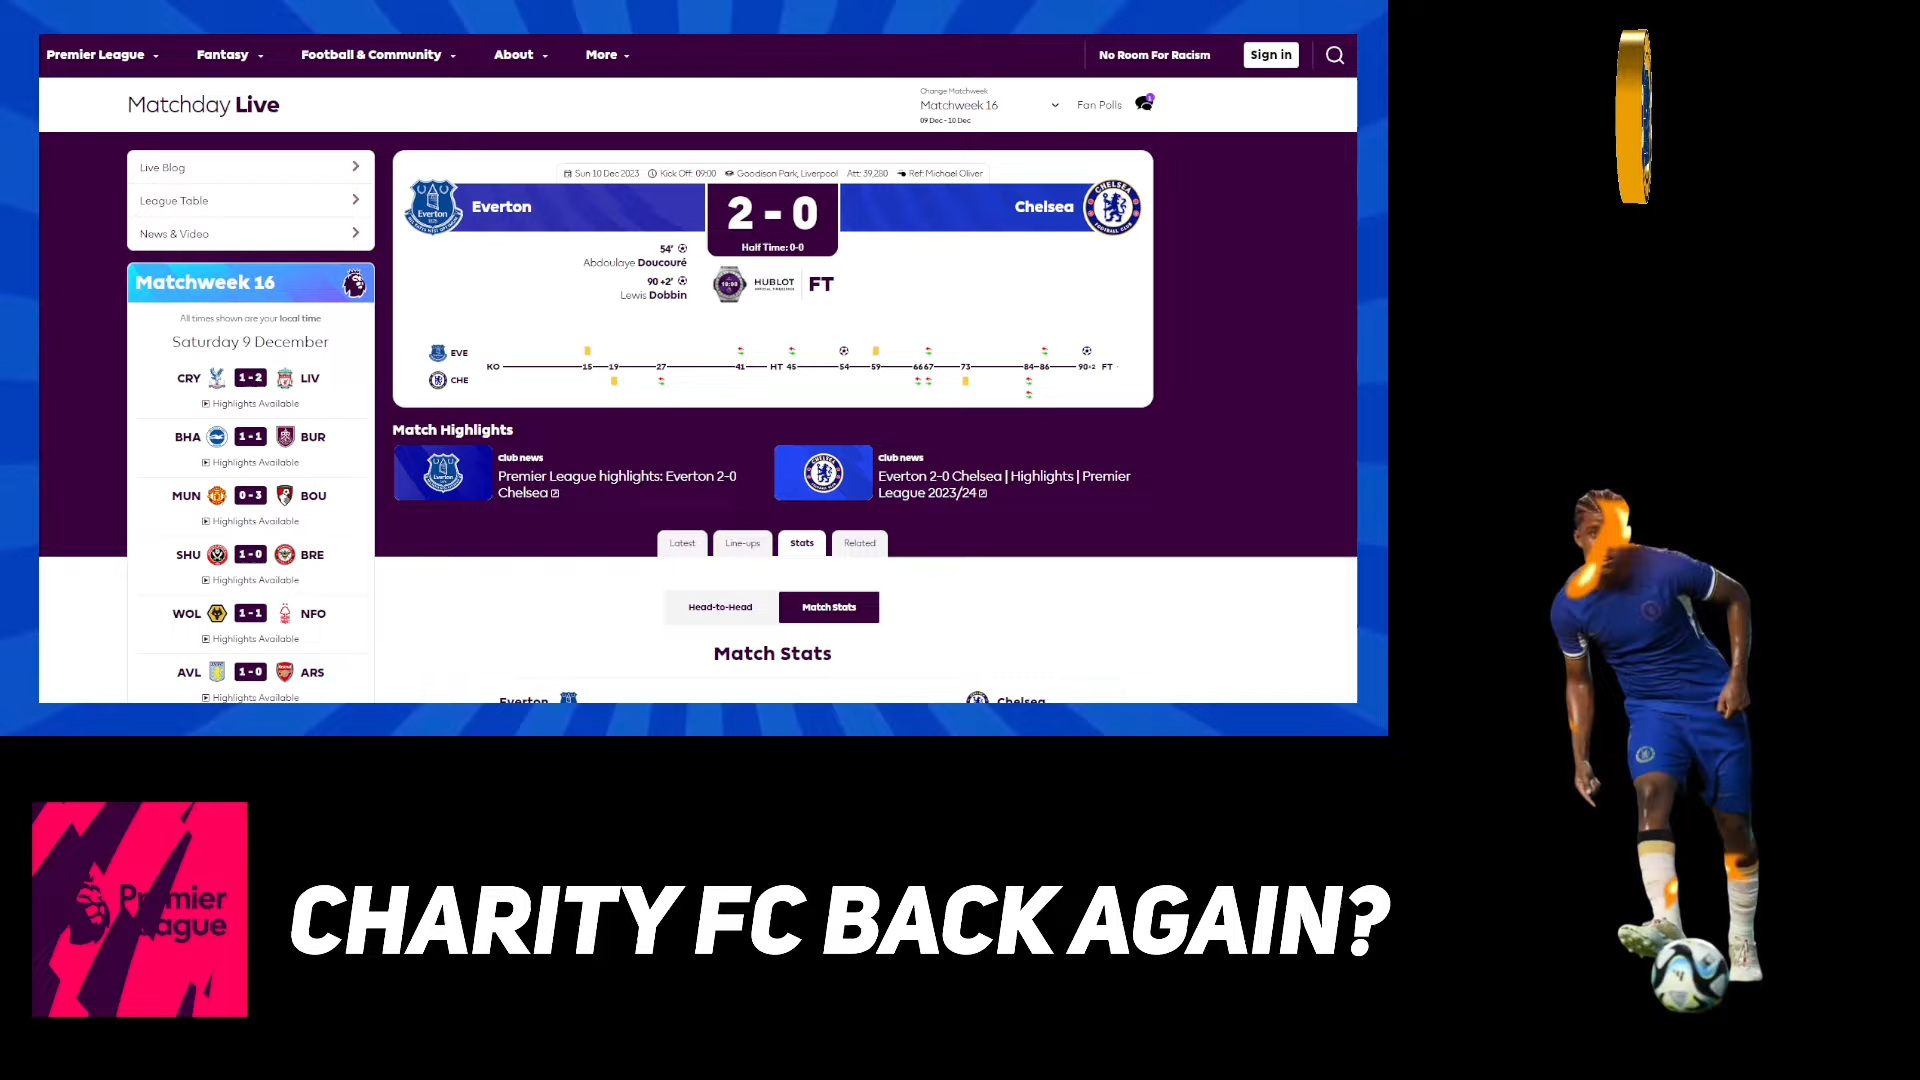 Premier League
Fantasy
Football & Community
About
More
No Room For Racism
Sign in
Matchday Live
Change Matchweek
Matchweek 16
09 Dec - 10 Dec
Fan Polls
Live Blog
League Table
News & Video
Matchweek 16
All times shown are your local time
Saturday 9 December
CRY 1 - 2 LIV
Highlights Available
BHA 1 - 1 BUR
Highlights Available
MUN 0 - 3 BOU
Highlights Available
SHU 1 - 0 BRE
Highlights Available
WOL 1 - 1 NFO
Highlights Available
AVL 1 - 0 ARS
Highlights Available
Sun 10 Dec 2023 Kick Off: 09:00 Goodison Park, Liverpool Att: 39,280 Ref: Michael Oliver
Everton 2 - 0 Chelsea
Half Time: 0-0
54'
Abdoulaye Doucouré
90 +2'
Lewis Dobbin
HUBLOT FT
EVE
KO 15 19 27 41 HT 45 54 59 66 67 73 84 86 90+2 FT
CHE
Match Highlights
Club news
Premier League highlights: Everton 2-0
Chelsea
Club news
Everton 2-0 Chelsea | Highlights | Premier
League 2023/24
Latest
Line-ups
Stats
Related
Head-to-Head
Match Stats
Match Stats
Everton
Chelsea
Premier
League
CHARITY FC BACK AGAIN?